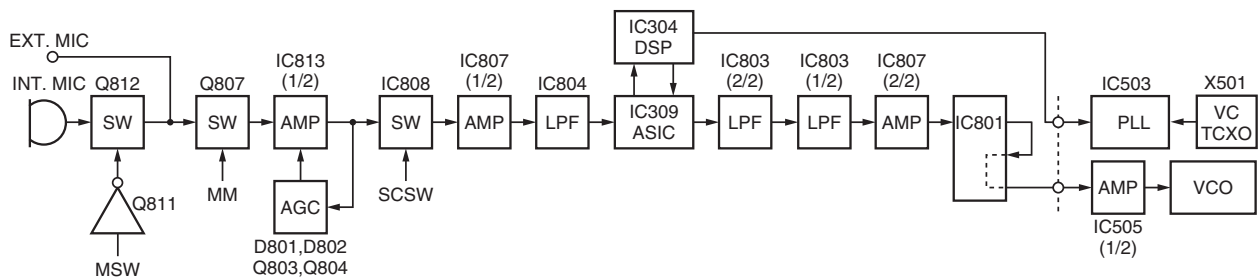 EXT. MIC
INT. MIC
Q812
SW
Q811
MSW
Q807
SW
MM
IC813
(1/2)
AMP
AGC
D801,D802
Q803,Q804
IC808
SW
SCSW
IC807
(1/2)
AMP
IC804
LPF
IC304
DSP
IC309
ASIC
IC803
(2/2)
LPF
IC803
(1/2)
LPF
IC807
(2/2)
AMP
IC801
IC503
PLL
X501
VC
TCXO
AMP
IC505
(1/2)
VCO